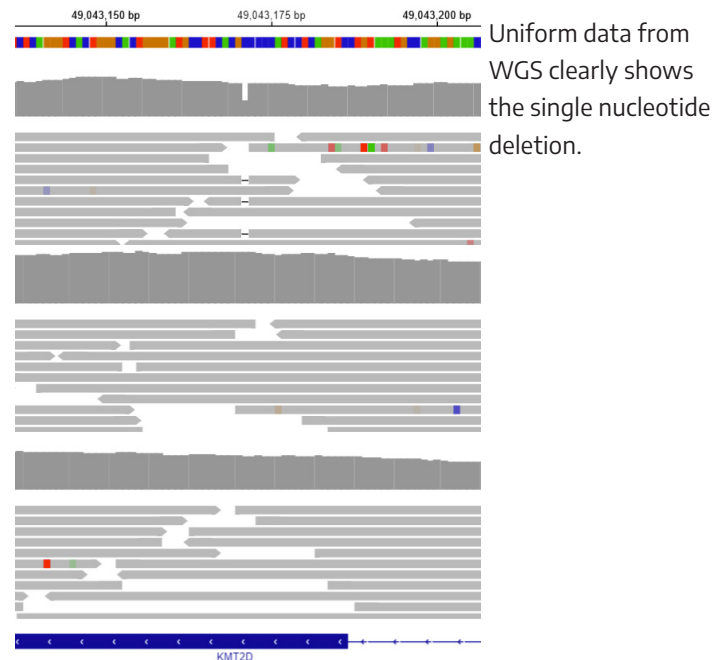 49,043,150 bp 49,043,175 bp 49,043,200 bp
Uniform data from
WGS clearly shows
the single nucleotide
deletion.
KMT2D